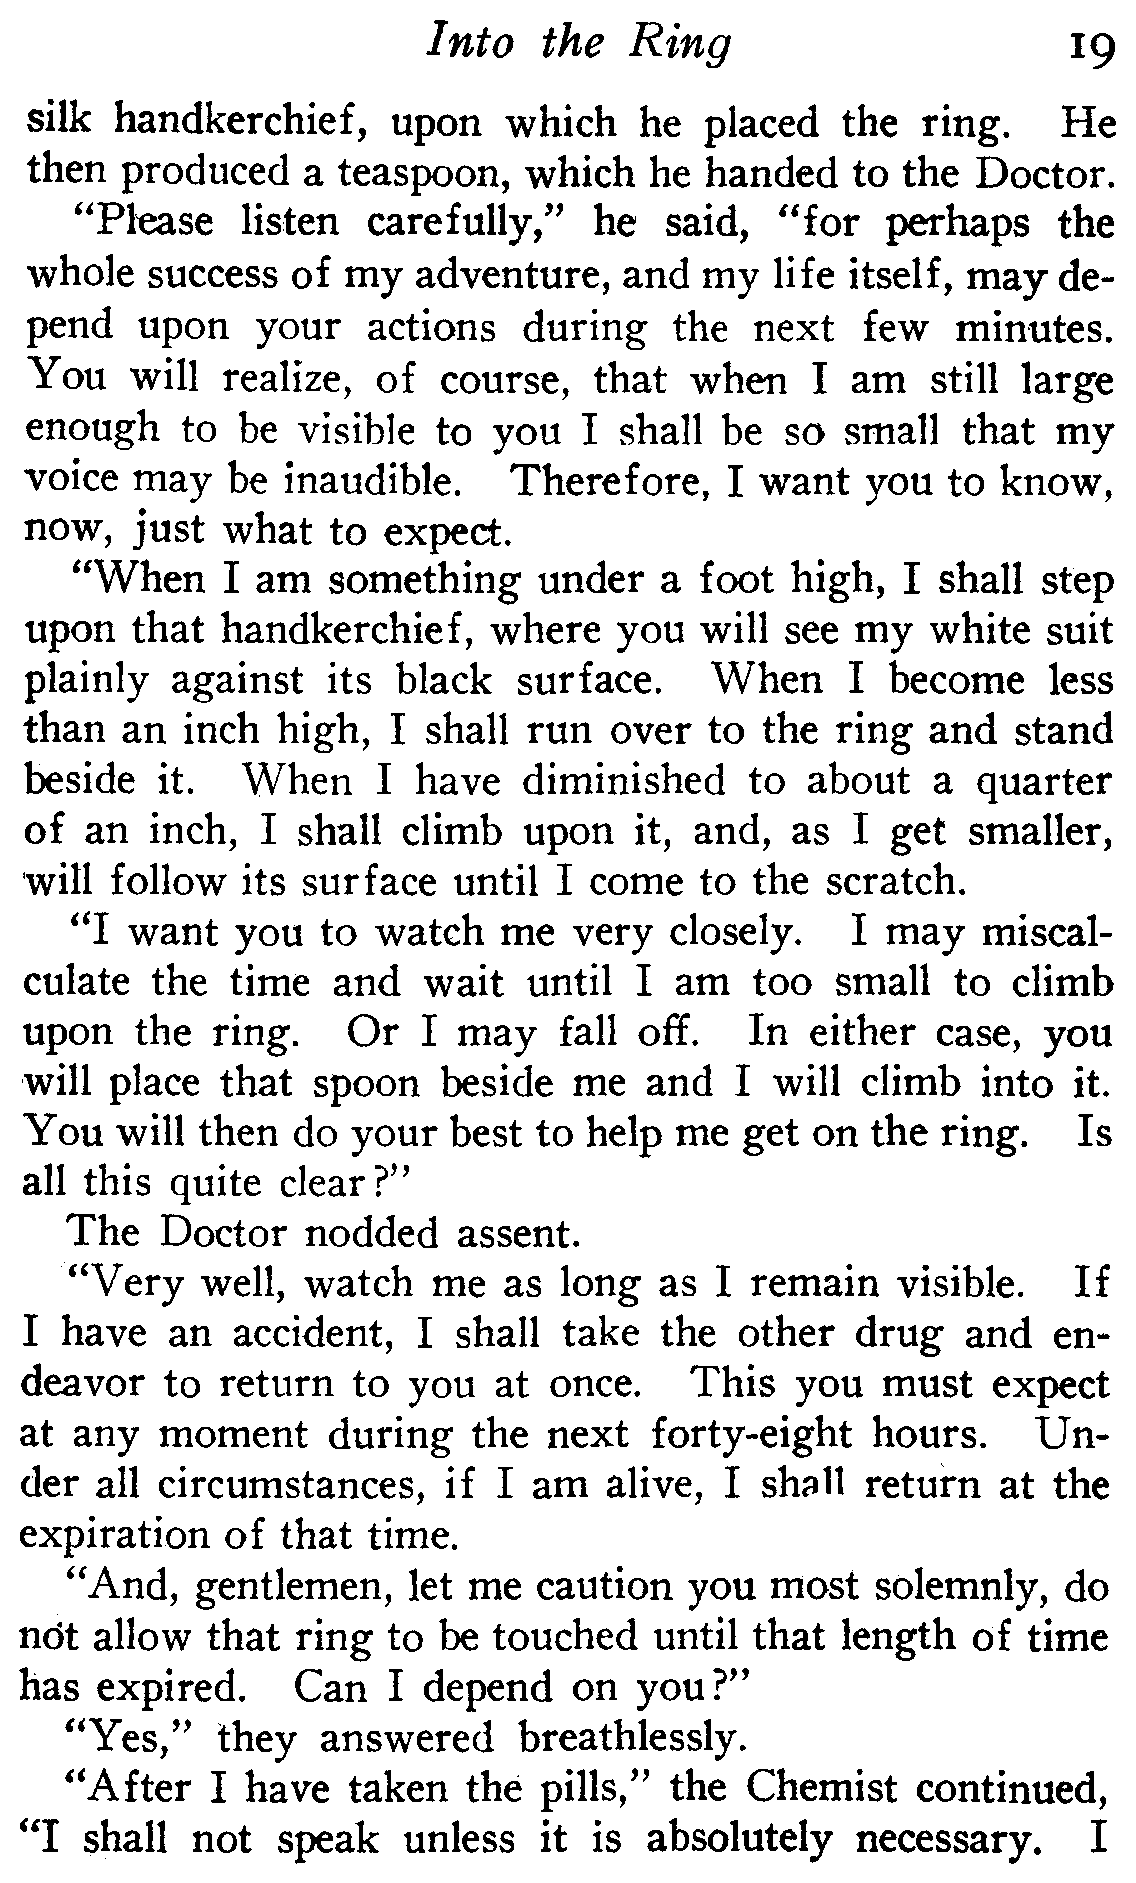 Into the Ring 19
silk handkerchief, upon which he placed the ring. He
then produced a teaspoon, which he handed to the Doctor.
“Please listen carefully,” he said, “for perhaps the
whole success of my adventure, and my life itself, may de-
pend upon your actions during the next few minutes.
You will realize, of course, that when I am still large
enough to be visible to you I shall be so small that my
voice may be inaudible. Therefore, I want you to know,
now, just what to expect.
“When I am something under a foot high, I shall step
upon that handkerchief, where you will see my white suit
plainly against its black surface. When I become less
than an inch high, I shall run over to the ring and stand
beside it. When I have diminished to about a quarter
of an inch, I shall climb upon it, and, as I get smaller,
will follow its surface until I come to the scratch.
“I want you to watch me very closely. I may miscal-
culate the time and wait until I am too small to climb
upon the ring. Or I may fall off. In either case, you
will place that spoon beside me and I will climb into it.
You will then do your best to help me get on the ring. Is
all this quite clear?”
The Doctor nodded assent.
“Very well, watch me as long as I remain visible. If
I have an accident, I shall take the other drug and en-
deavor to return to you at once. This you must expect
at any moment during the next forty-eight hours. Un-
der all circumstances, if I am alive, I shall return at the
expiration of that time.
“And, gentlemen, let me caution you most solemnly, do
not allow that ring to be touched until that length of time
has expired. Can I depend on you?”
“Yes,” they answered breathlessly.
“After I have taken the pills,” the Chemist continued,
“I shall not speak unless it is absolutely necessary. I